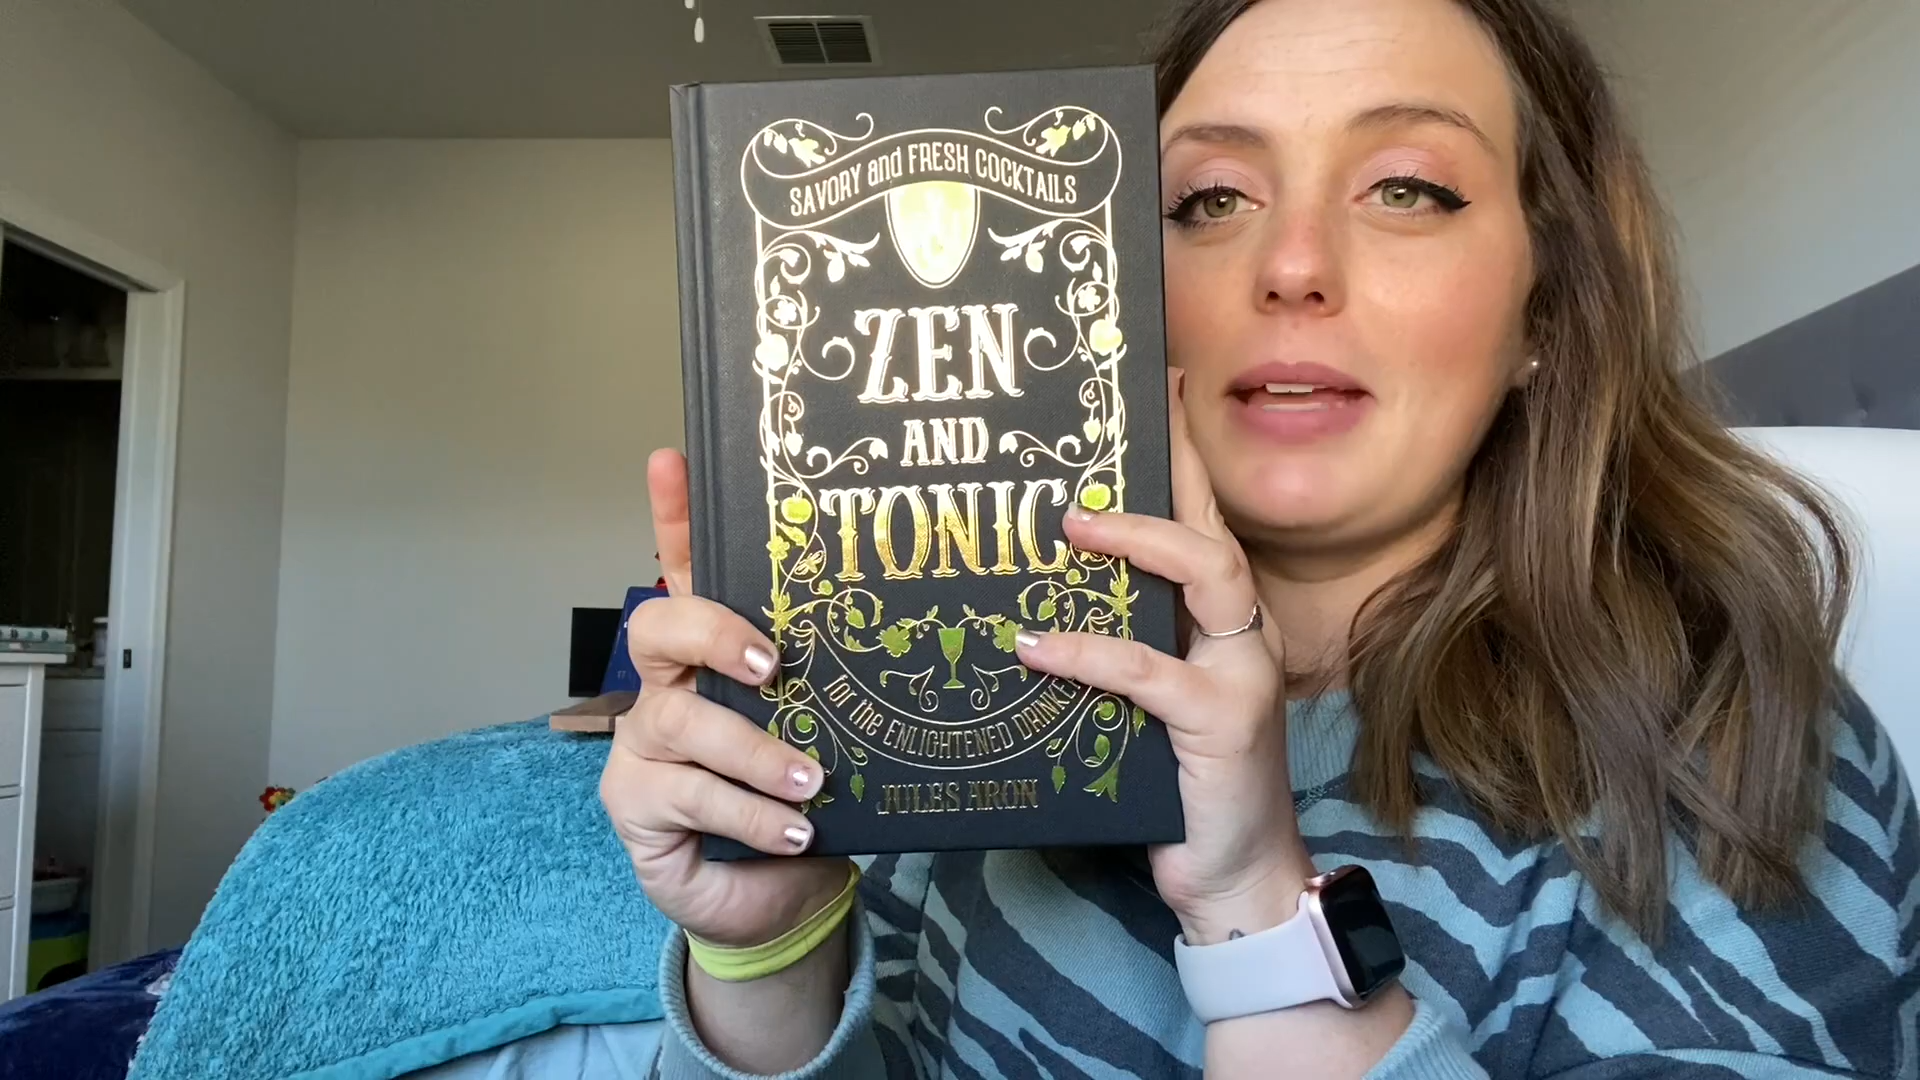 SAVORY and FRESH COCKTAILS
ZEN
AND
TONIC
for the ENLIGHTENED DRINKER
JULES ARON